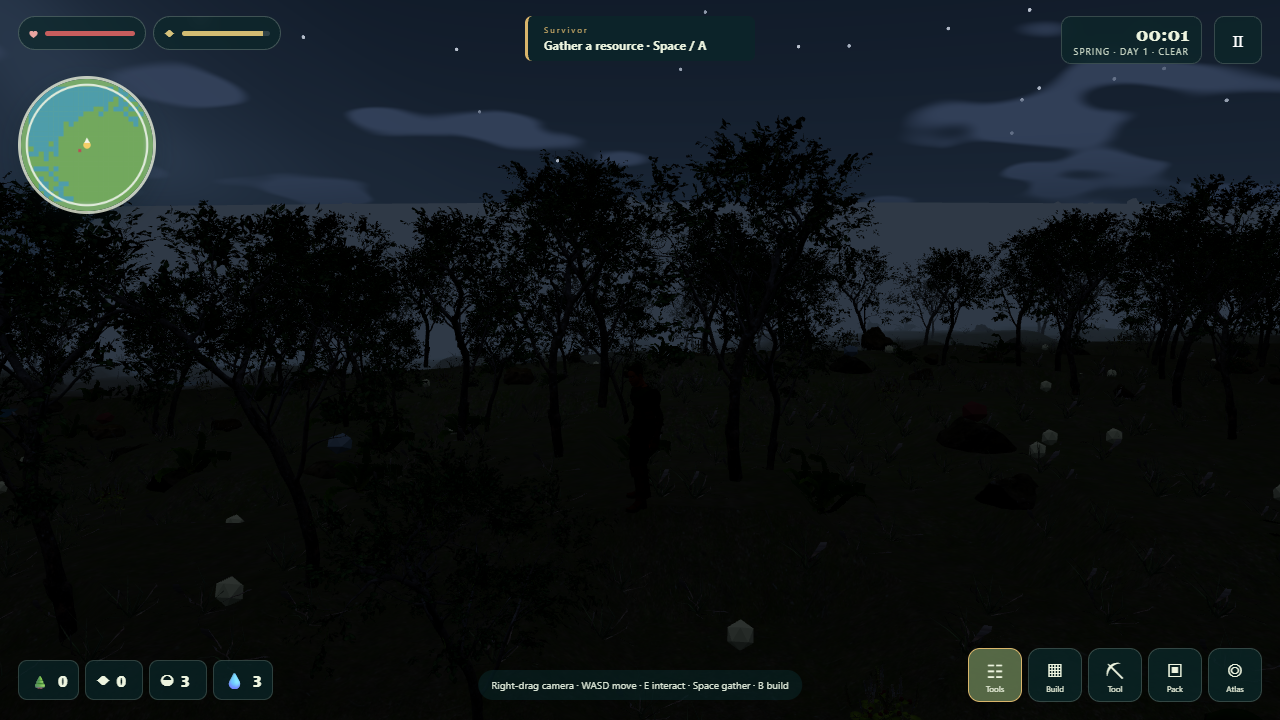 Survivor
Gather a resource · Space / A
00:01
SPRING · DAY 1 · CLEAR
II
0
0
3
3
Right-drag camera · WASD move · E interact · Space gather · B build
Tools
Build
Tool
Pack
Atlas